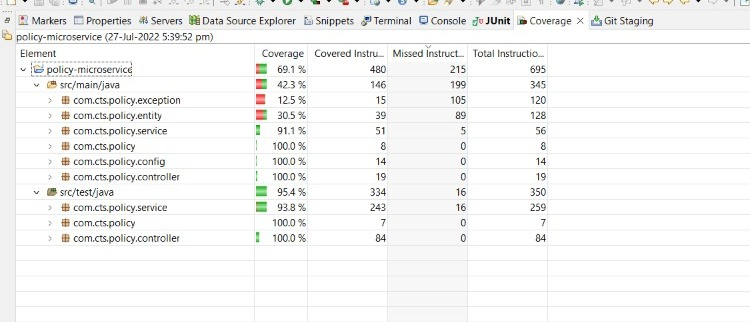 Markers Properties Servers Data Source Explorer Snippets Terminal Console JUnit Coverage Git Staging
policy-microservice (27-Jul-2022 5:39:52 pm)
Element Coverage Covered Instru... Missed Instruct... Total Instructio...
policy-microservice 69.1 % 480 215 695
src/main/java 42.3 % 146 199 345
com.cts.policy.exception 12.5 % 15 105 120
com.cts.policy.entity 30.5 % 39 89 128
com.cts.policy.service 91.1 % 51 5 56
com.cts.policy 100.0 % 8 0 8
com.cts.policy.config 100.0 % 14 0 14
com.cts.policy.controller 100.0 % 19 0 19
src/test/java 95.4 % 334 16 350
com.cts.policy.service 93.8 % 243 16 259
com.cts.policy 100.0 % 7 0 7
com.cts.policy.controller 100.0 % 84 0 84